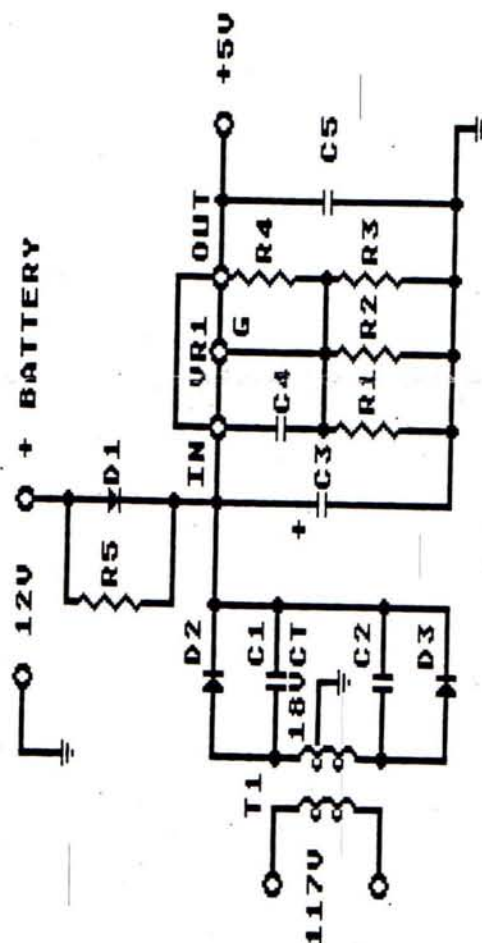 12V + BATTERY
R5
D1
+5V
IN VR1 OUT
G
D2
C1
18VCT
C2
D3
T1
117V
+
C3
C4
R4
R1
R2
R3
C5